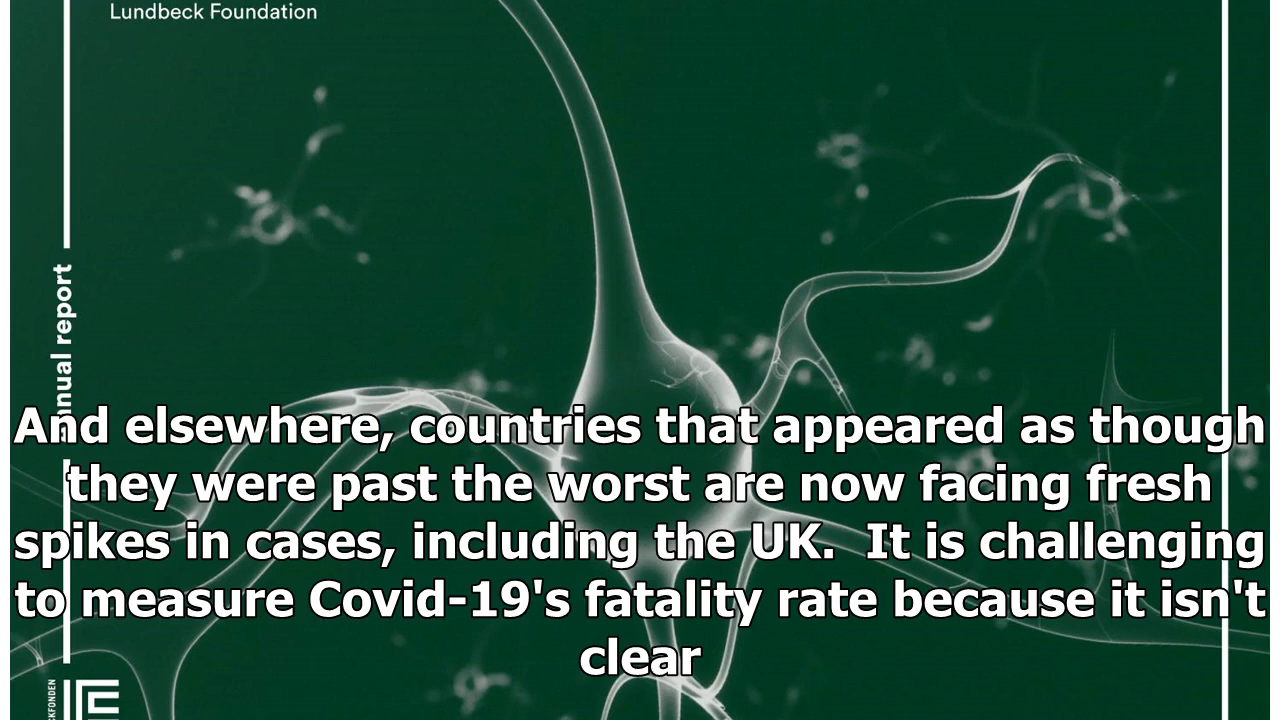 Lundbeck Foundation
annual report
And elsewhere, countries that appeared as though
they were past the worst are now facing fresh
spikes in cases, including the UK.  It is challenging
to measure Covid-19's fatality rate because it isn't
clear